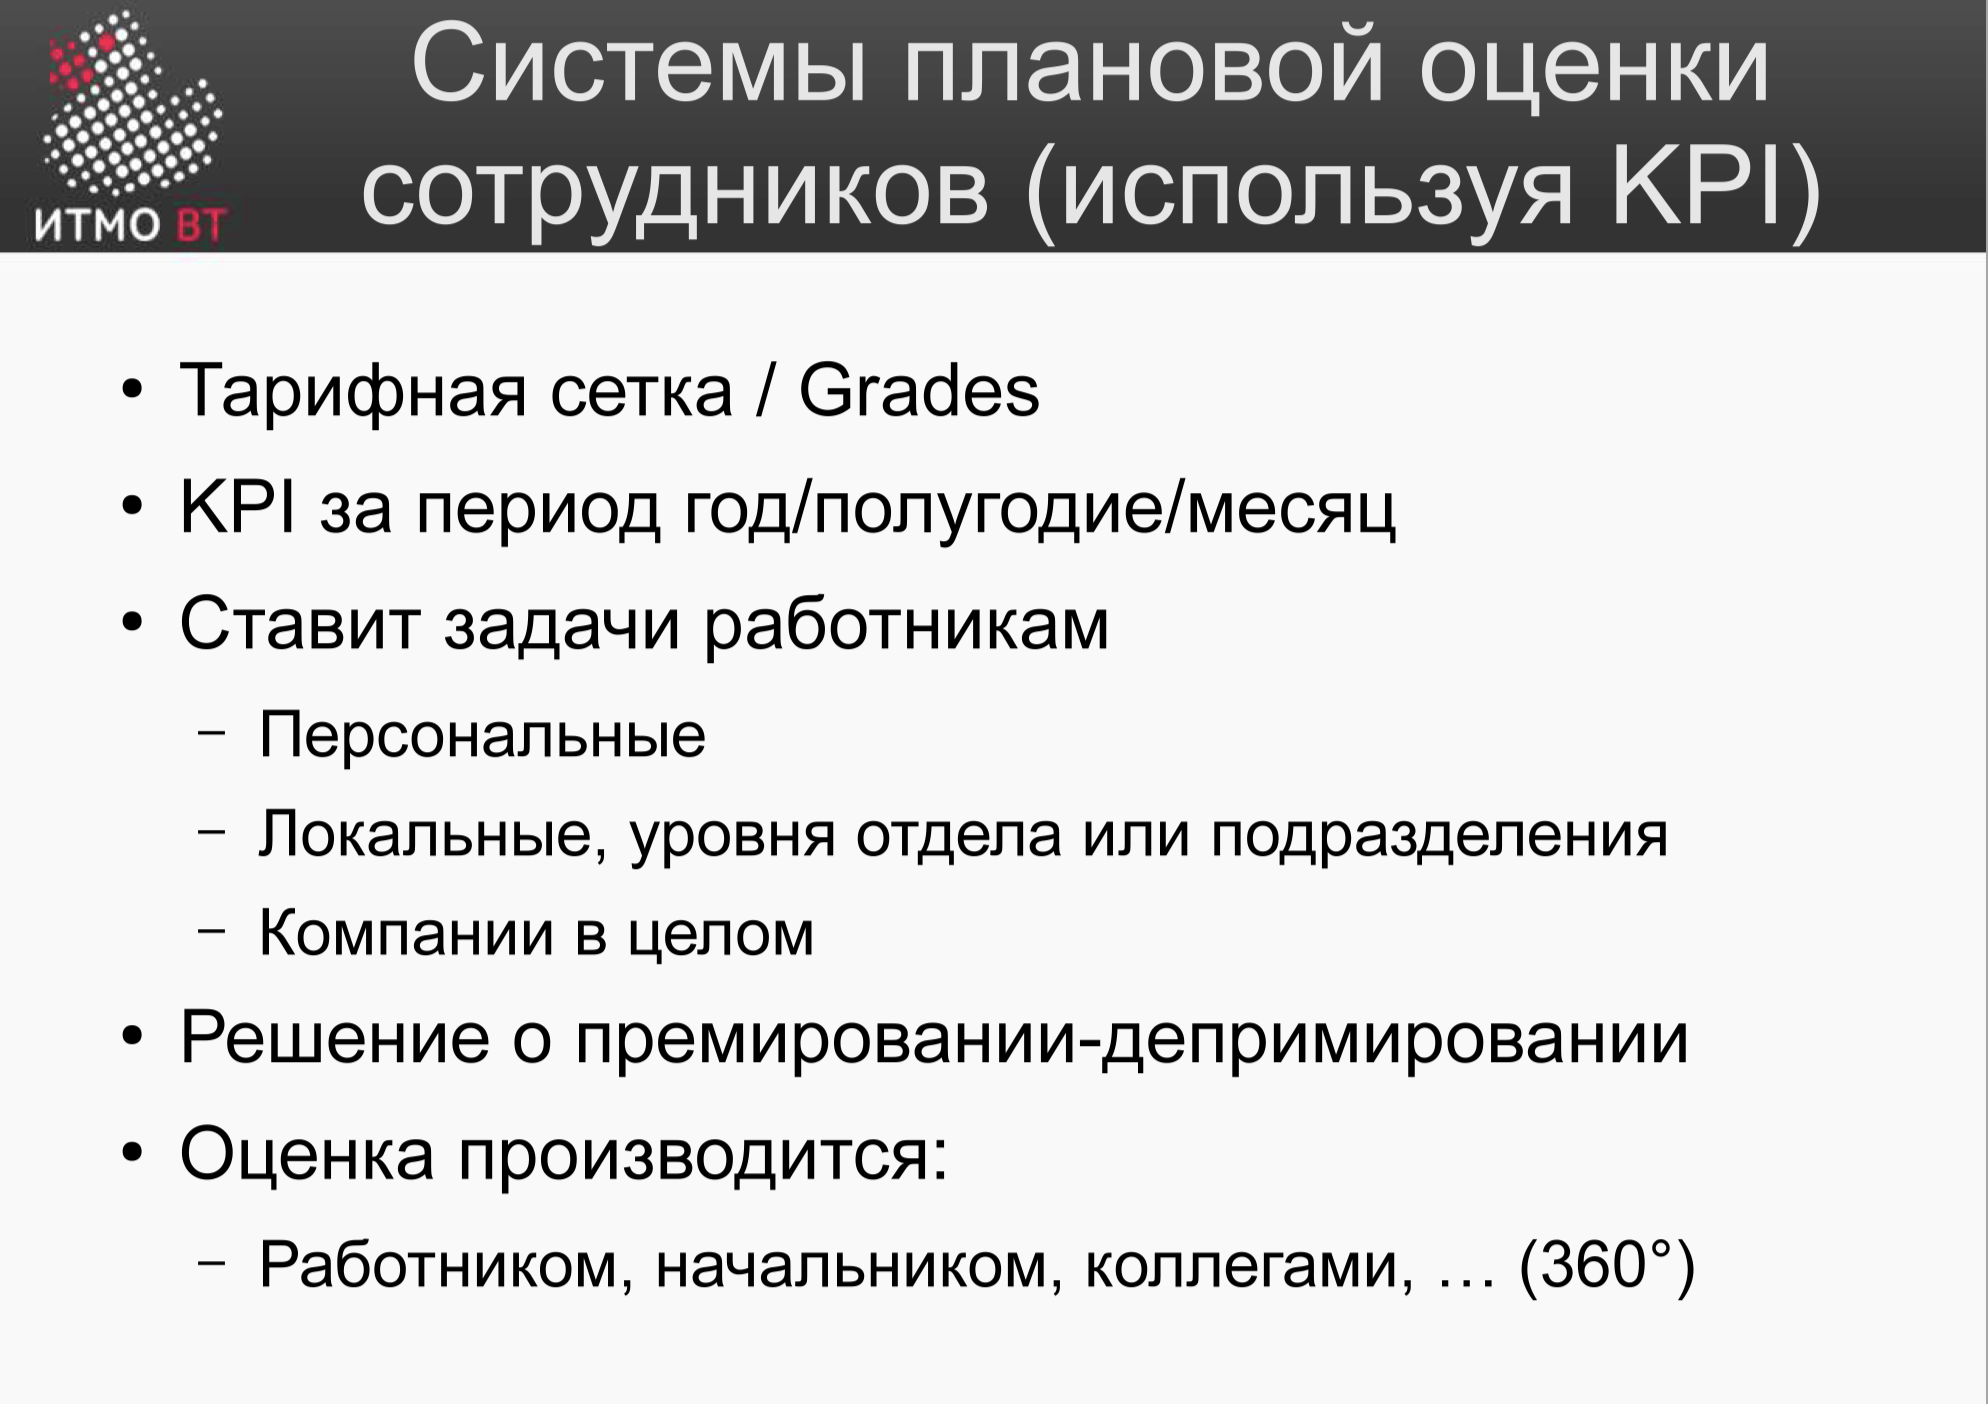 Системы плановой оценки
сотрудников (используя KPI)
ИТМО ВТ
• Тарифная сетка / Grades
• KPI за период год/полугодие/месяц
• Ставит задачи работникам
– Персональные
– Локальные, уровня отдела или подразделения
– Компании в целом
• Решение о премировании-депримировании
• Оценка производится:
– Работником, начальником, коллегами, … (360°)